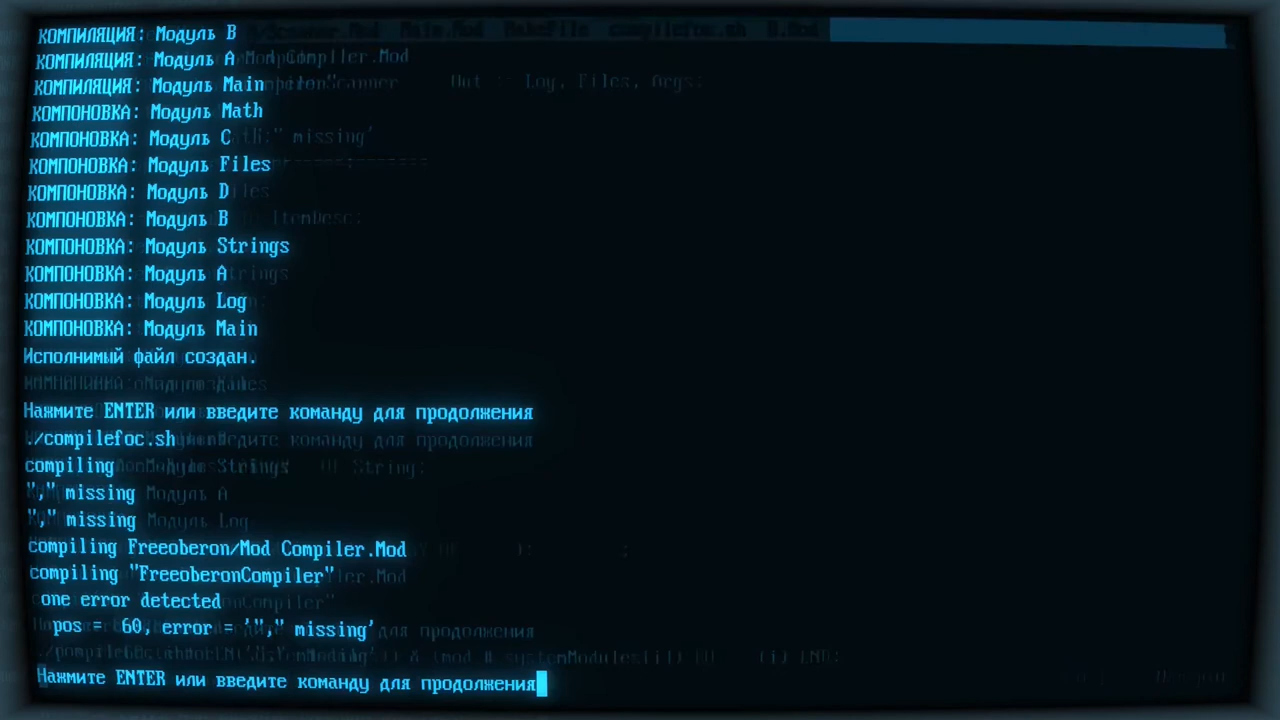 КОМПИЛЯЦИЯ: Модуль B
КОМПИЛЯЦИЯ: Модуль A
КОМПИЛЯЦИЯ: Модуль Main
КОМПОНОВКА: Модуль Math
КОМПОНОВКА: Модуль C
КОМПОНОВКА: Модуль Files
КОМПОНОВКА: Модуль D
КОМПОНОВКА: Модуль B
КОМПОНОВКА: Модуль Strings
КОМПОНОВКА: Модуль A
КОМПОНОВКА: Модуль Log
КОМПОНОВКА: Модуль Main
Исполнимый файл создан.
Нажмите ENTER или введите команду для продолжения
./compilefoc.sh
compiling
"," missing
"," missing
compiling Freeoberon/Mod Compiler.Mod
compiling "FreeoberonCompiler"
one error detected
pos = 60, error = '"," missing'
Нажмите ENTER или введите команду для продолжения